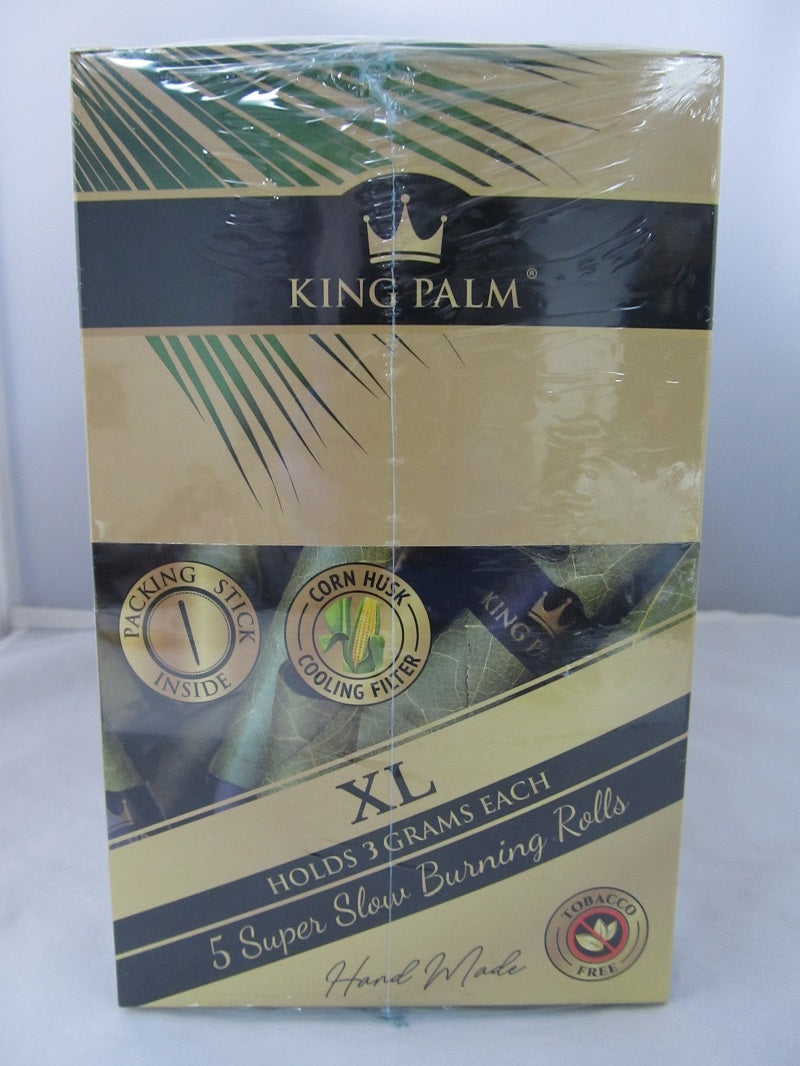 KING PALM®
PACKING STICK
INSIDE
CORN HUSK
COOLING FILTER
KING P
XL
HOLDS 3 GRAMS EACH
5 Super Slow Burning Rolls
Hand Made
TOBACCO
FREE